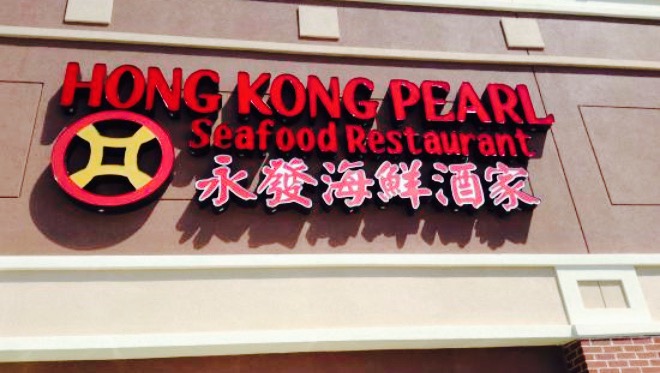 HONG KONG PEARL
Seafood Restaurant
永發海鮮酒家